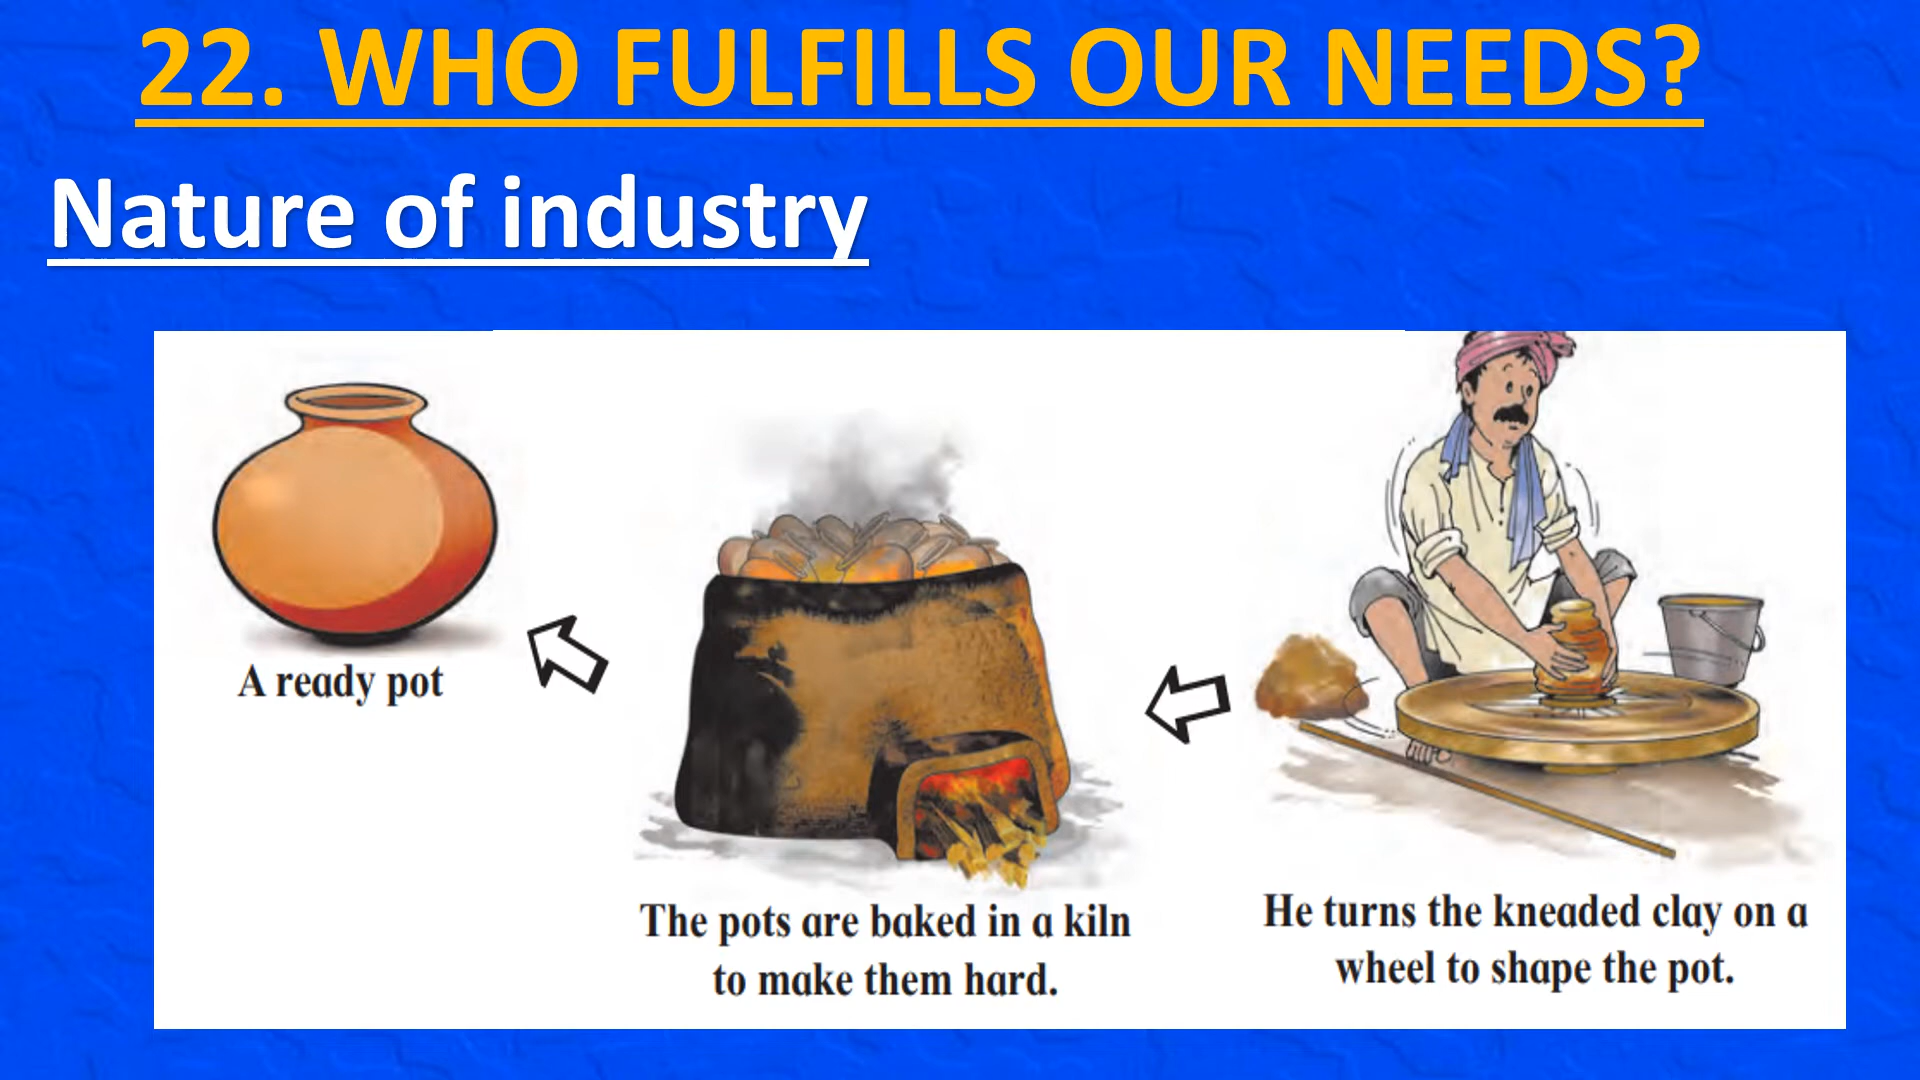 22. WHO FULFILLS OUR NEEDS?
Nature of industry
A ready pot
The pots are baked in a kiln
to make them hard.
He turns the kneaded clay on a
wheel to shape the pot.